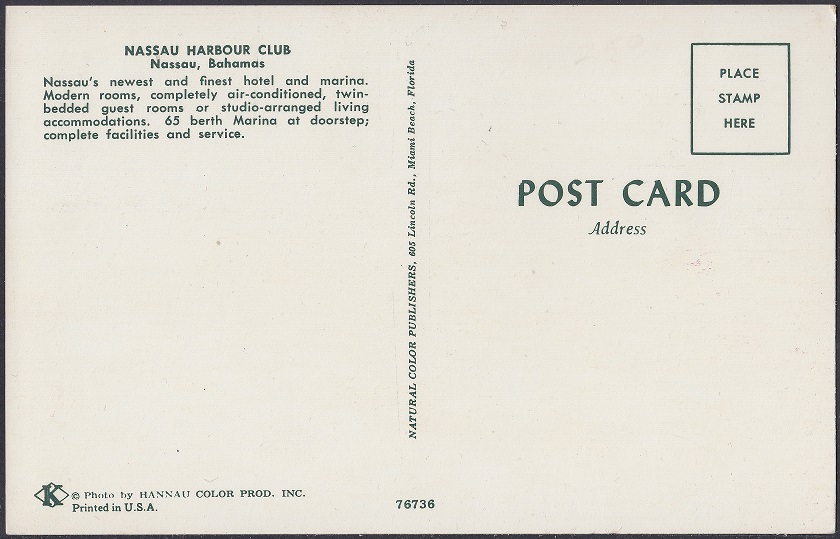 NASSAU HARBOUR CLUB
Nassau, Bahamas
Nassau's newest and finest hotel and marina.
Modern rooms, completely air-conditioned, twin-
bedded guest rooms or studio-arranged living
accommodations. 65 berth Marina at doorstep;
complete facilities and service.
K © Photo by HANNAU COLOR PROD. INC.
Printed in U.S.A.
NATURAL COLOR PUBLISHERS, 605 Lincoln Rd., Miami Beach, Florida
76736
PLACE
STAMP
HERE
POST CARD
Address